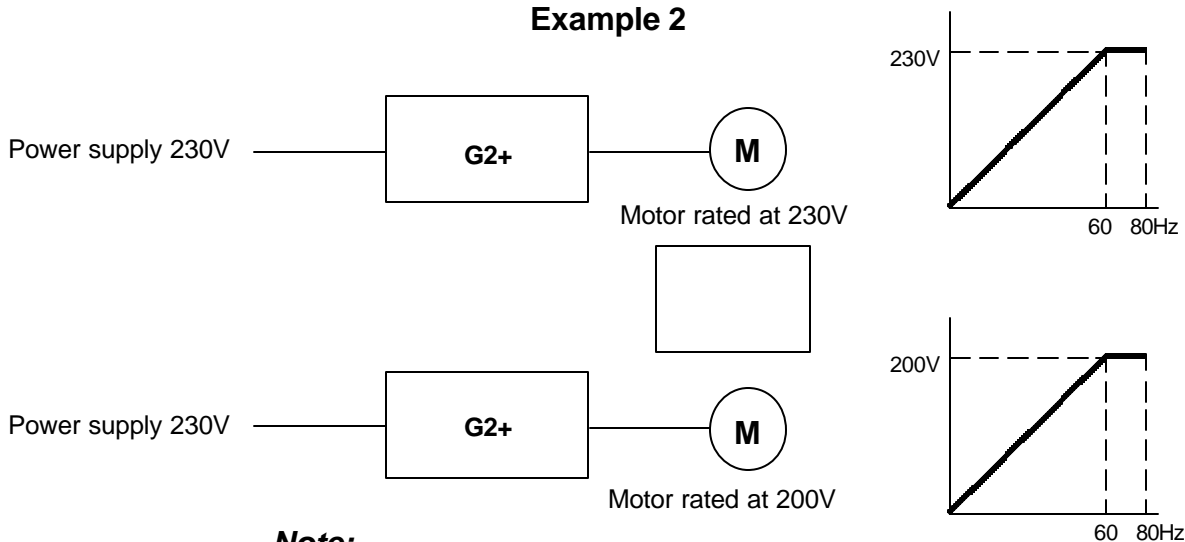 Example 2
Power supply 230V
G2+
M
Motor rated at 230V
230V
60 80Hz
Power supply 230V
G2+
M
Motor rated at 200V
200V
60 80Hz
Note: